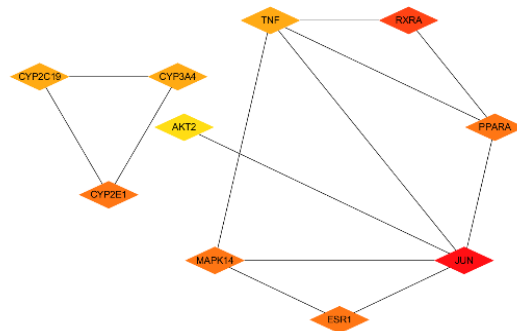 TNF
RXRA
CYP2C19
CYP3A4
AKT2
PPARA
CYP2E1
MAPK14
JUN
ESR1